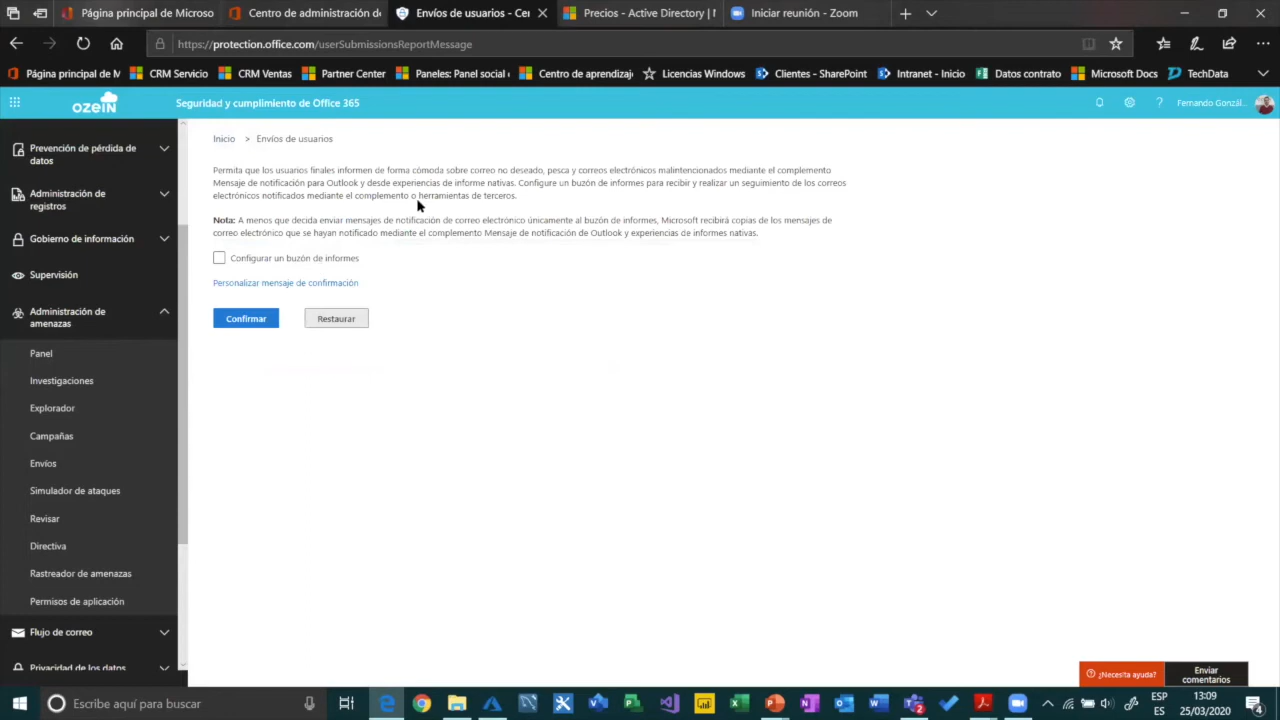 Centro de administración de
Envíos de usuarios - Cer
Precios - Active Directory | M
Iniciar reunión - Zoom
https://protection.office.com/userSubmissionsReportMessage
Página principal de M
CRM Servicio
CRM Ventas
Partner Center
Paneles: Panel social
Centro de aprendizaje
Licencias Windows
Clientes - SharePoint
Intranet - Inicio
Datos contrato
Microsoft Docs
TechData
ozeIN
Seguridad y cumplimiento de Office 365
Fernando Gonzál...
Prevención de pérdida de
datos
Administración de
registros
Gobierno de información
Supervisión
Administración de
amenazas
Panel
Investigaciones
Explorador
Campañas
Envíos
Simulador de ataques
Revisar
Directiva
Rastreador de amenazas
Permisos de aplicación
Flujo de correo
Privacidad de los datos
Inicio > Envíos de usuarios
Permita que los usuarios finales informen de forma cómoda sobre correo no deseado, pesca y correos electrónicos malintencionados mediante el complemento
Mensaje de notificación para Outlook y desde experiencias de informe nativas. Configure un buzón de informes para recibir y realizar un seguimiento de los correos
electrónicos notificados mediante el complemento o herramientas de terceros.
Nota: A menos que decida enviar mensajes de notificación de correo electrónico únicamente al buzón de informes, Microsoft recibirá copias de los mensajes de
correo electrónico que se hayan notificado mediante el complemento Mensaje de notificación de Outlook y experiencias de informes nativas.
Configurar un buzón de informes
Personalizar mensaje de confirmación
Confirmar
Restaurar
¿Necesita ayuda?
Enviar
comentarios
Escribe aquí para buscar
ESP
ES
13:09
25/03/2020